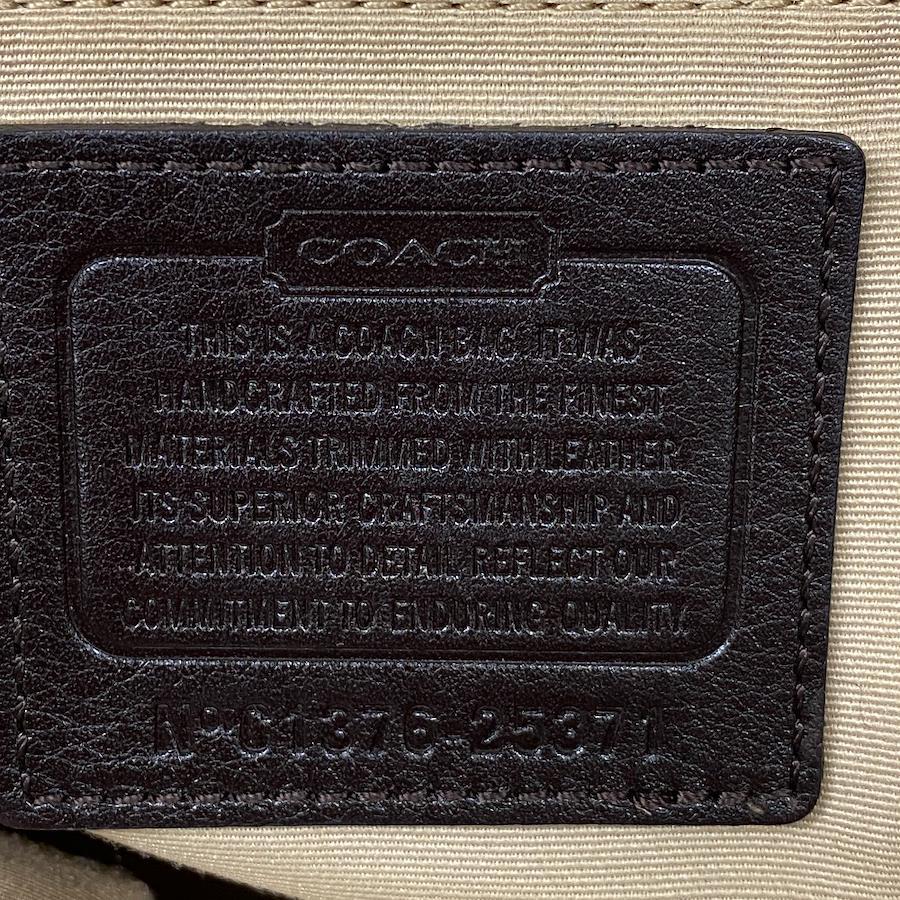 COACH
THIS IS A COACH BAG. IT WAS
HANDCRAFTED FROM THE FINEST
MATERIALS TRIMMED WITH LEATHER.
ITS SUPERIOR CRAFTSMANSHIP AND
ATTENTION TO DETAIL REFLECT OUR
COMMITMENT TO ENDURING QUALITY.
Nº C1376-25371